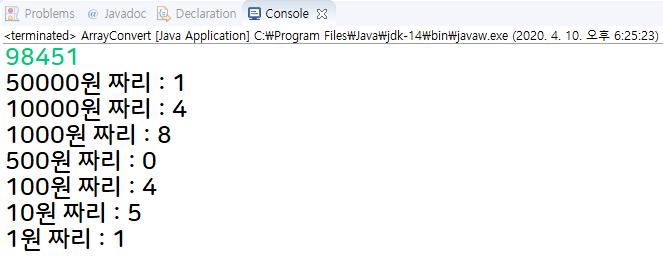 Problems @ Javadoc Declaration Console
<terminated> ArrayConvert [Java Application] C:₩Program Files₩Java₩jdk-14₩bin₩javaw.exe (2020. 4. 10. 오후 6:25:23)
98451
50000원 짜리 : 1
10000원 짜리 : 4
1000원 짜리 : 8
500원 짜리 : 0
100원 짜리 : 4
10원 짜리 : 5
1원 짜리 : 1